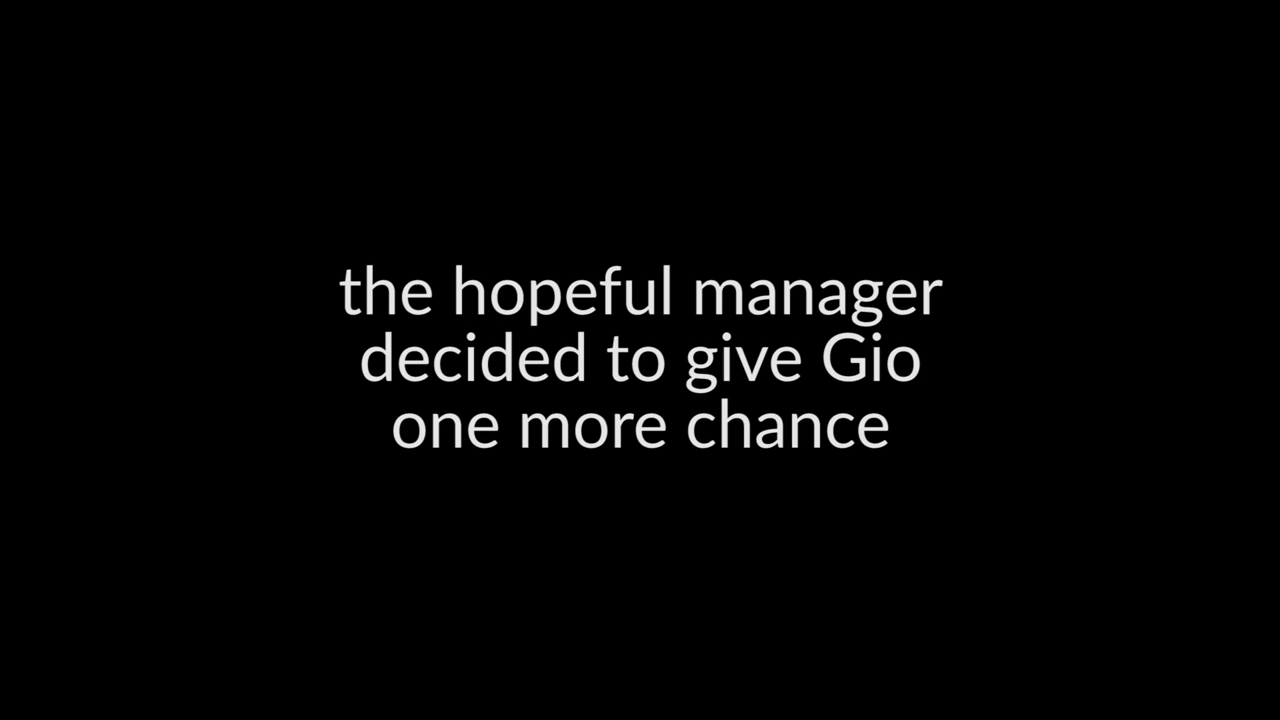 the hopeful manager
decided to give Gio
one more chance